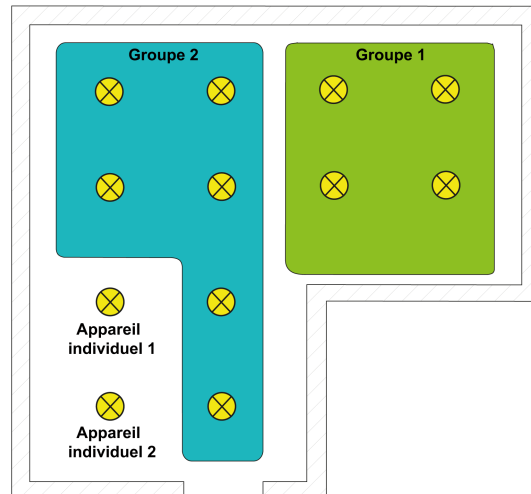 Groupe 2
Groupe 1
Appareil
individuel 1
Appareil
individuel 2